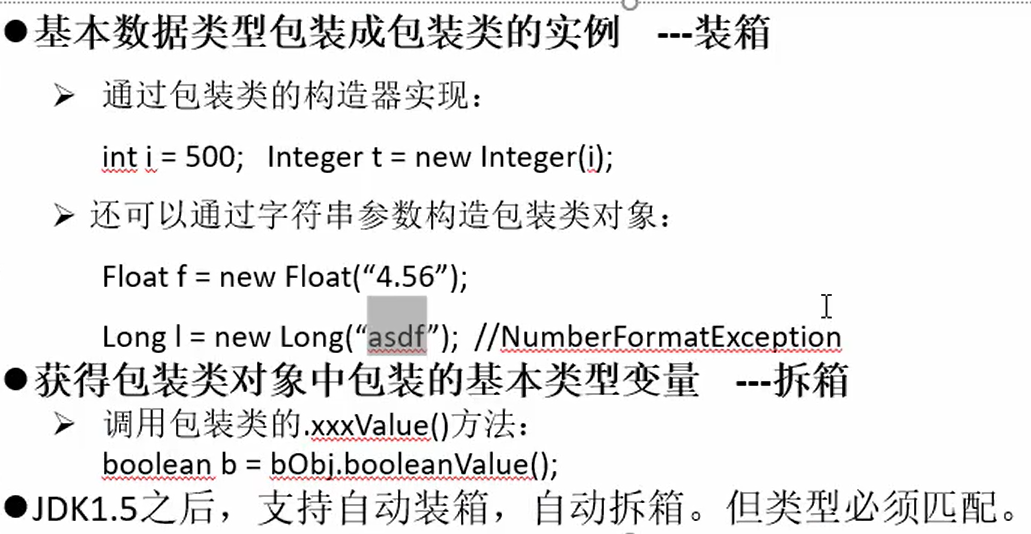 ●基本数据类型包装成包装类的实例 ---装箱
➢ 通过包装类的构造器实现：
int i = 500; Integer t = new Integer(i);
➢ 还可以通过字符串参数构造包装类对象：
Float f = new Float(“4.56”);
Long l = new Long(“asdf”); //NumberFormatException
●获得包装类对象中包装的基本类型变量 ---拆箱
➢ 调用包装类的.xxxValue()方法：
boolean b = bObj.booleanValue();
●JDK1.5之后，支持自动装箱，自动拆箱。但类型必须匹配。